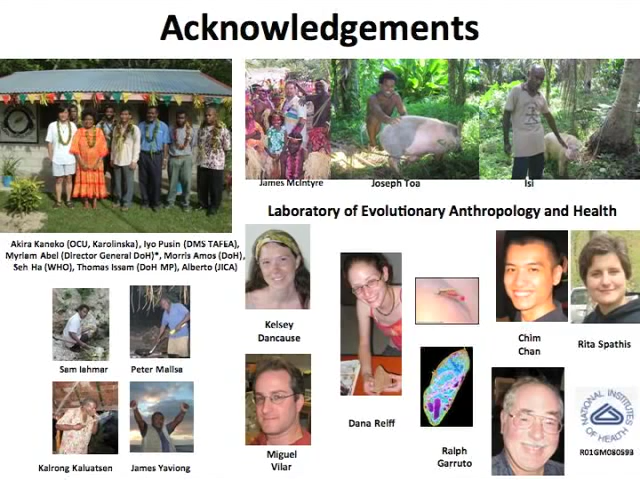 Acknowledgements
James McIntyre
Joseph Toa
Isi
Akira Kaneko (OCU, Karolinska), Iyo Pusin (DMS TAFEA),
Myriam Abel (Director General DoH)*, Morris Amos (DoH),
Seh Ha (WHO), Thomas Issam (DoH MP), Alberto (JICA)
Laboratory of Evolutionary Anthropology and Health
Sam Iahmar
Peter Mallsa
Kalrong Kaluatsen
James Yaviong
Kelsey
Dancause
Miguel
Vilar
Dana Reiff
Ralph
Garruto
Chim
Chan
Rita Spathis
NATIONAL INSTITUTES
OF HEALTH
R01GM080593